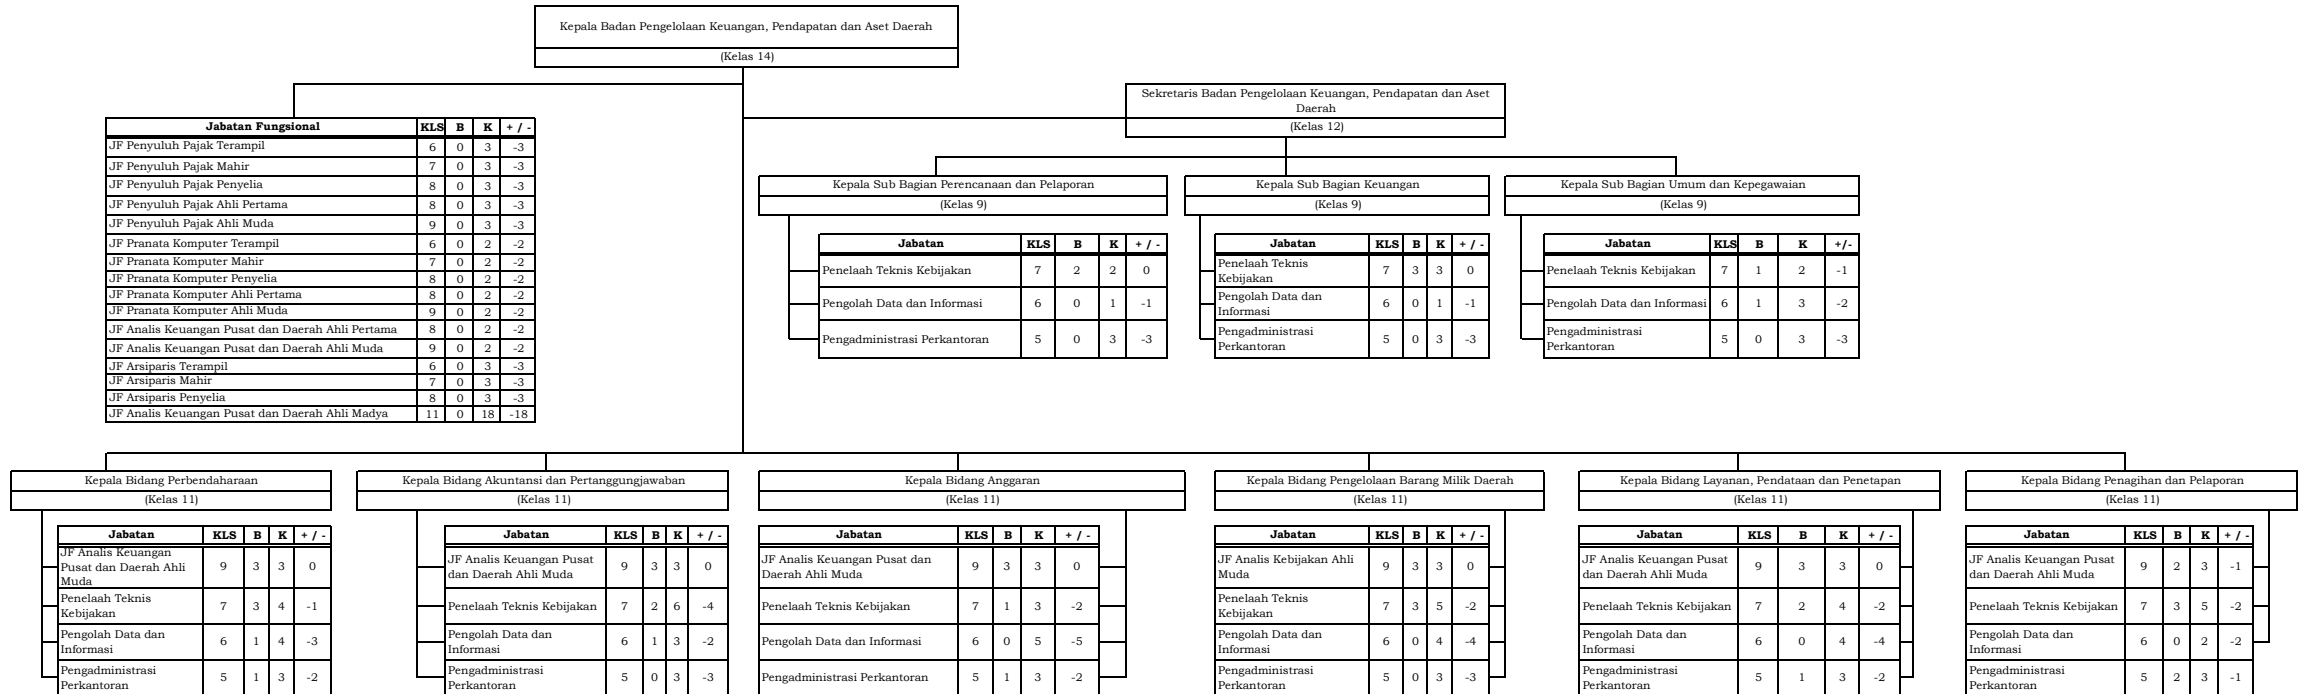 Kepala Badan Pengelolaan Keuangan, Pendapatan dan Aset Daerah
(Kelas 14)
Sekretaris Badan Pengelolaan Keuangan, Pendapatan dan Aset
Daerah
(Kelas 12)
Jabatan Fungsional KLS B K + / -
JF Penyuluh Pajak Terampil 6 0 3 -3
JF Penyuluh Pajak Mahir 7 0 3 -3
JF Penyuluh Pajak Penyelia 8 0 3 -3
JF Penyuluh Pajak Ahli Pertama 8 0 3 -3
JF Penyuluh Pajak Ahli Muda 9 0 3 -3
JF Pranata Komputer Terampil 6 0 2 -2
JF Pranata Komputer Mahir 7 0 2 -2
JF Pranata Komputer Penyelia 8 0 2 -2
JF Pranata Komputer Ahli Pertama 8 0 2 -2
JF Pranata Komputer Ahli Muda 9 0 2 -2
JF Analis Keuangan Pusat dan Daerah Ahli Pertama 8 0 2 -2
JF Analis Keuangan Pusat dan Daerah Ahli Muda 9 0 2 -2
JF Arsiparis Terampil 6 0 3 -3
JF Arsiparis Mahir 7 0 3 -3
JF Arsiparis Penyelia 8 0 3 -3
JF Analis Keuangan Pusat dan Daerah Ahli Madya 11 0 18 -18
Kepala Sub Bagian Perencanaan dan Pelaporan
(Kelas 9)
Jabatan KLS B K + / -
Penelaah Teknis Kebijakan 7 2 2 0
Pengolah Data dan Informasi 6 0 1 -1
Pengadministrasi Perkantoran 5 0 3 -3
Kepala Sub Bagian Keuangan
(Kelas 9)
Jabatan KLS B K + / -
Penelaah Teknis
Kebijakan 7 3 3 0
Pengolah Data dan
Informasi 6 0 1 -1
Pengadministrasi
Perkantoran 5 0 3 -3
Kepala Sub Bagian Umum dan Kepegawaian
(Kelas 9)
Jabatan KLS B K +/-
Penelaah Teknis Kebijakan 7 1 2 -1
Pengolah Data dan Informasi 6 1 3 -2
Pengadministrasi
Perkantoran 5 0 3 -3
Kepala Bidang Perbendaharaan
(Kelas 11)
Jabatan KLS B K + / -
JF Analis Keuangan
Pusat dan Daerah Ahli
Muda 9 3 3 0
Penelaah Teknis
Kebijakan 7 3 4 -1
Pengolah Data dan
Informasi 6 1 4 -3
Pengadministrasi
Perkantoran 5 1 3 -2
Kepala Bidang Akuntansi dan Pertanggungjawaban
(Kelas 11)
Jabatan KLS B K + / -
JF Analis Keuangan Pusat
dan Daerah Ahli Muda 9 3 3 0
Penelaah Teknis Kebijakan 7 2 6 -4
Pengolah Data dan
Informasi 6 1 3 -2
Pengadministrasi
Perkantoran 5 0 3 -3
Kepala Bidang Anggaran
(Kelas 11)
Jabatan KLS B K + / -
JF Analis Keuangan Pusat dan
Daerah Ahli Muda 9 3 3 0
Penelaah Teknis Kebijakan 7 1 3 -2
Pengolah Data dan Informasi 6 0 5 -5
Pengadministrasi Perkantoran 5 1 3 -2
Kepala Bidang Pengelolaan Barang Milik Daerah
(Kelas 11)
Jabatan KLS B K + / -
JF Analis Kebijakan Ahli
Muda 9 3 3 0
Penelaah Teknis
Kebijakan 7 3 5 -2
Pengolah Data dan
Informasi 6 0 4 -4
Pengadministrasi
Perkantoran 5 0 3 -3
Kepala Bidang Layanan, Pendataan dan Penetapan
(Kelas 11)
Jabatan KLS B K + / -
JF Analis Keuangan Pusat
dan Daerah Ahli Muda 9 3 3 0
Penelaah Teknis Kebijakan 7 2 4 -2
Pengolah Data dan
Informasi 6 0 4 -4
Pengadministrasi
Perkantoran 5 1 3 -2
Kepala Bidang Penagihan dan Pelaporan
(Kelas 11)
Jabatan KLS B K + / -
JF Analis Keuangan Pusat
dan Daerah Ahli Muda 9 2 3 -1
Penelaah Teknis Kebijakan 7 3 5 -2
Pengolah Data dan
Informasi 6 0 2 -2
Pengadministrasi
Perkantoran 5 2 3 -1